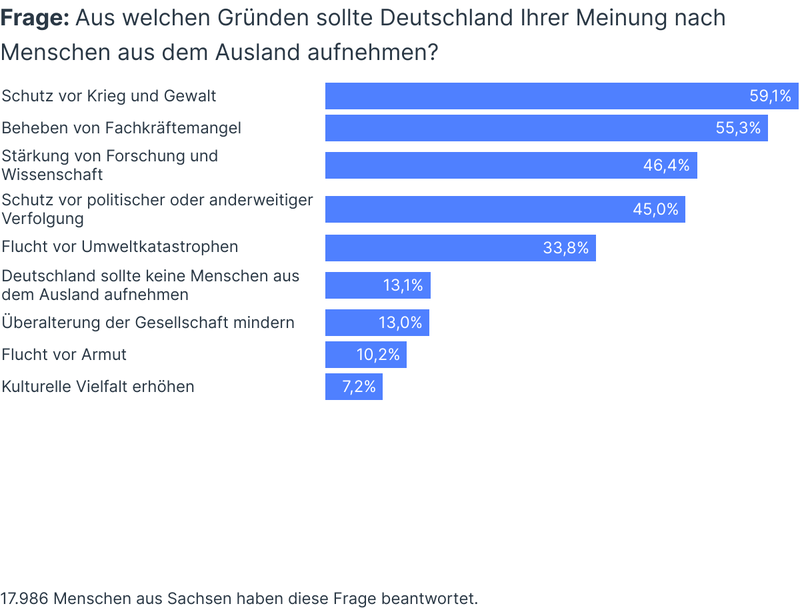 Frage: Aus welchen Gründen sollte Deutschland Ihrer Meinung nach
Menschen aus dem Ausland aufnehmen?
Schutz vor Krieg und Gewalt 59,1%
Beheben von Fachkräftemangel 55,3%
Stärkung von Forschung und
Wissenschaft 46,4%
Schutz vor politischer oder anderweitiger
Verfolgung 45,0%
Flucht vor Umweltkatastrophen 33,8%
Deutschland sollte keine Menschen aus
dem Ausland aufnehmen 13,1%
Überalterung der Gesellschaft mindern 13,0%
Flucht vor Armut 10,2%
Kulturelle Vielfalt erhöhen 7,2%
17.986 Menschen aus Sachsen haben diese Frage beantwortet.